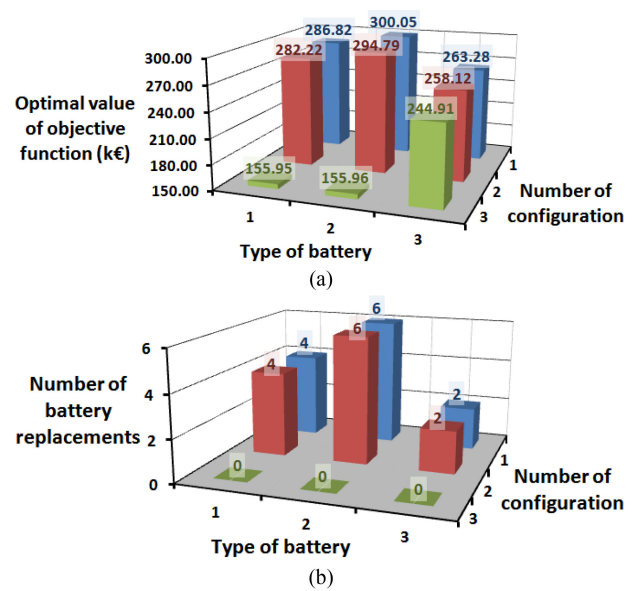 300.05
286.82
294.79
263.28
282.22
258.12
244.91
155.95
155.96
300.00
270.00
240.00
210.00
180.00
150.00
Optimal value
of objective
function (k€)
1
2
3
Type of battery
1
2
3
Number of
configuration
(a)
6
6
4
4
2
2
0
0
0
6
4
2
0
Number of
battery
replacements
1
2
3
Type of battery
1
2
3
Number of
configuration
(b)